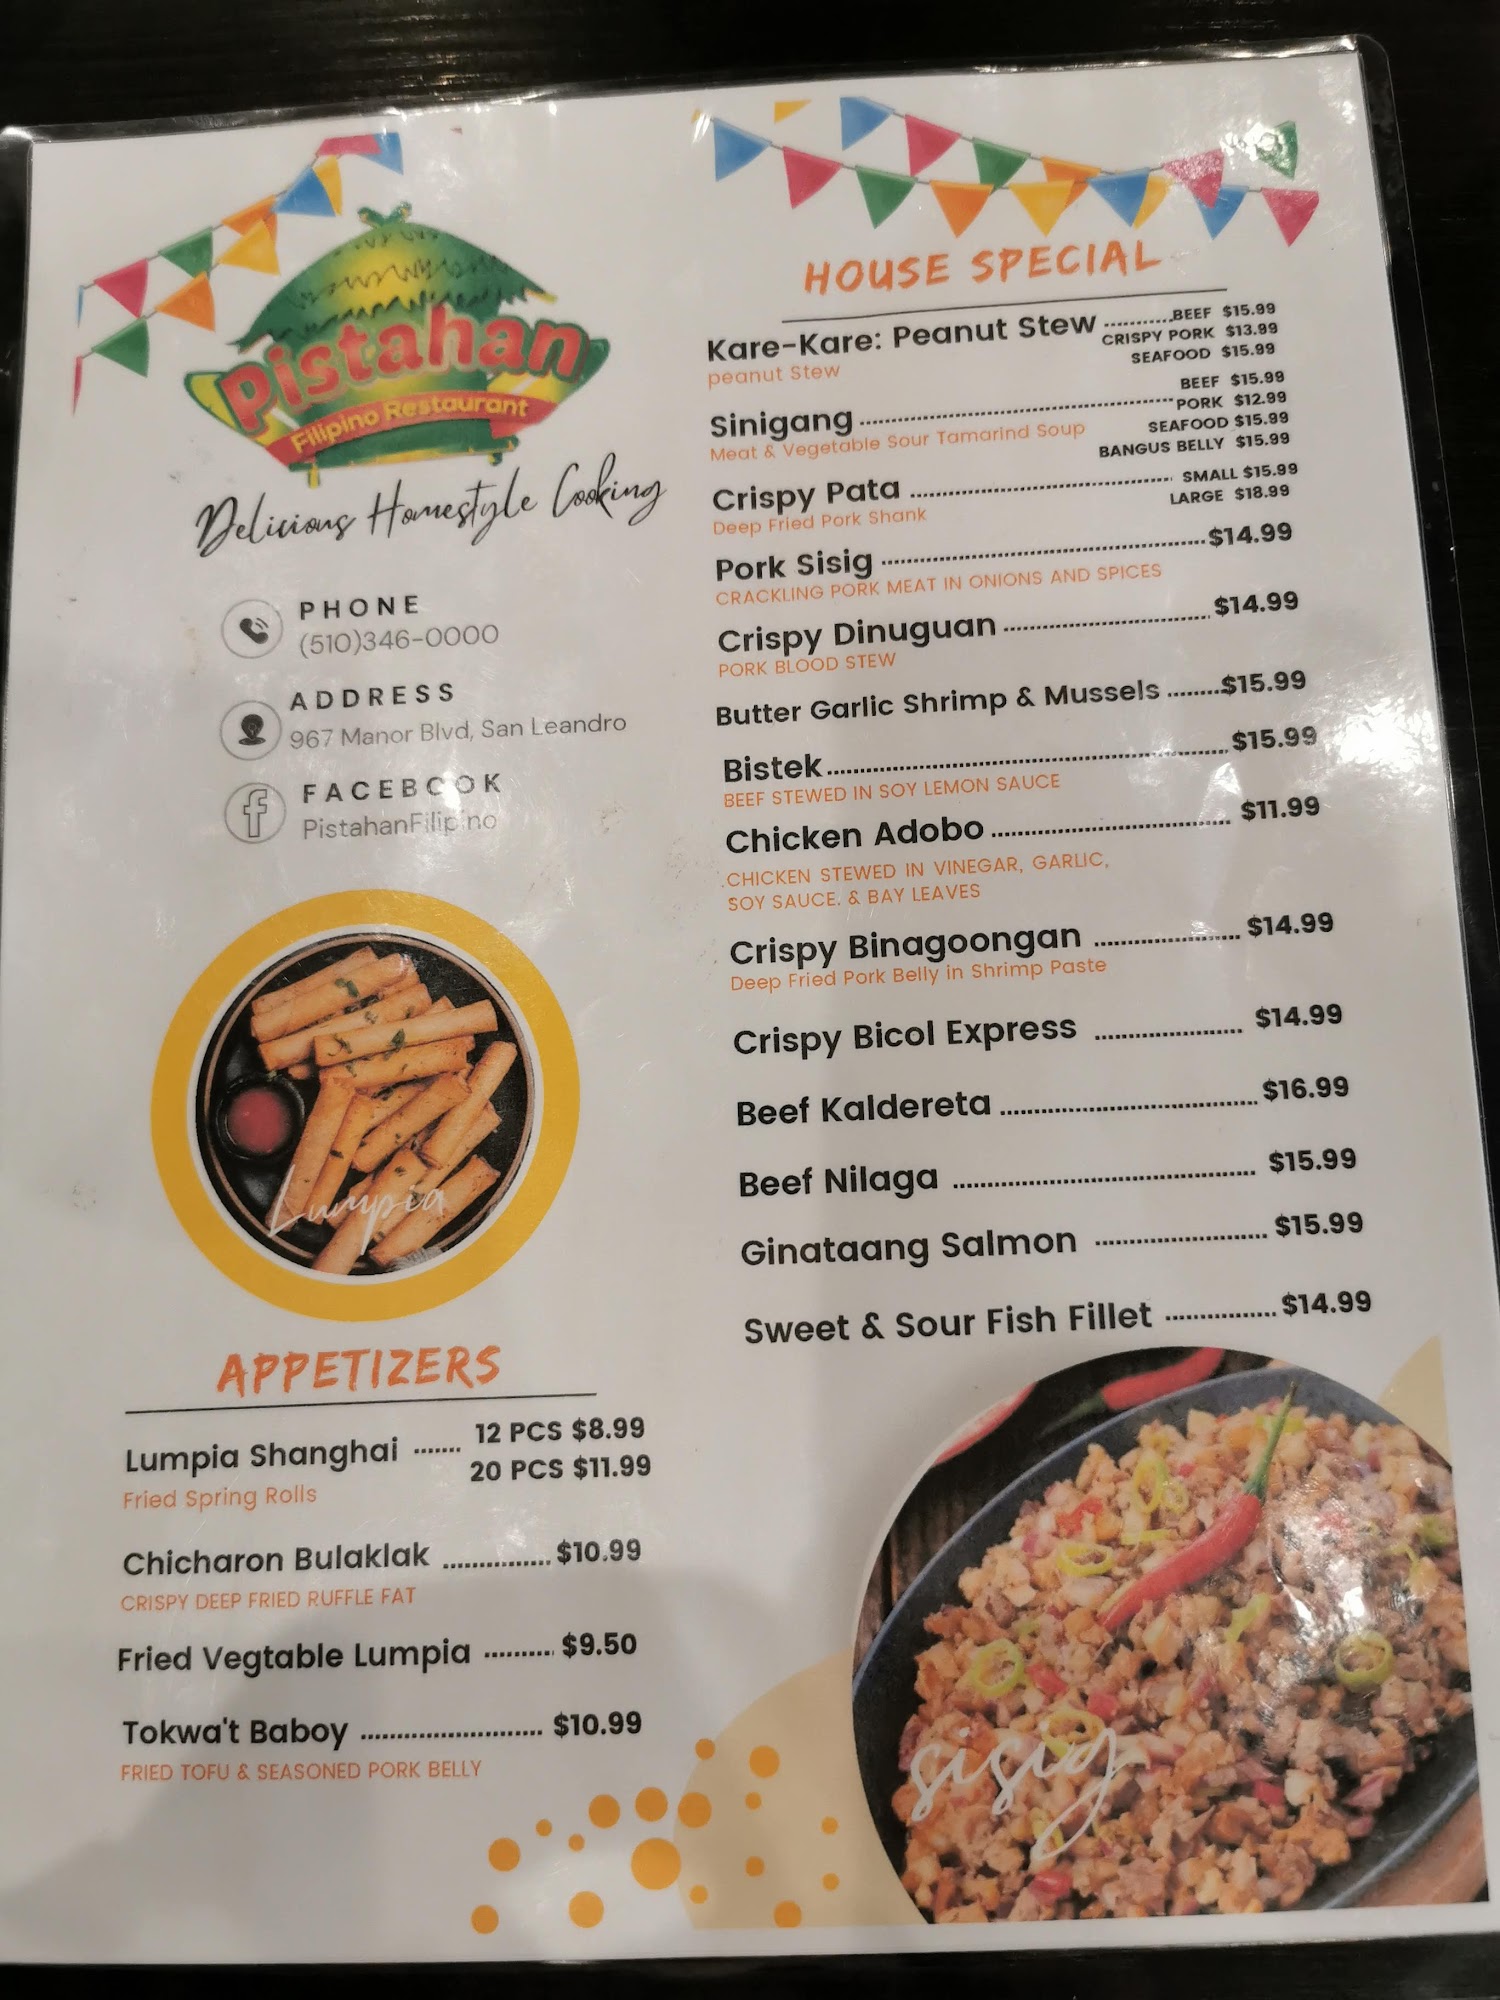 Pistahan
Filipino Restaurant
Delicious Homestyle Cooking
PHONE
(510)346-0000
ADDRESS
967 Manor Blvd, San Leandro
FACEBOOK
PistahanFilipino
Lumpia
APPETIZERS
Lumpia Shanghai ....... 12 PCS $8.99
20 PCS $11.99
Fried Spring Rolls
Chicharon Bulaklak ............... $10.99
CRISPY DEEP FRIED RUFFLE FAT
Fried Vegtable Lumpia .......... $9.50
Tokwa't Baboy ......................... $10.99
FRIED TOFU & SEASONED PORK BELLY
HOUSE SPECIAL
Kare-Kare: Peanut Stew ..........BEEF $15.99
CRISPY PORK $13.99
peanut Stew
SEAFOOD $15.99
BEEF $15.99
Sinigang ................................ PORK $12.99
Meat & Vegetable Sour Tamarind Soup
SEAFOOD $15.99
BANGUS BELLY $15.99
Crispy Pata ................................ SMALL $15.99
LARGE $18.99
Deep Fried Pork Shank
Pork Sisig ................................ $14.99
CRACKLING PORK MEAT IN ONIONS AND SPICES
Crispy Dinuguan ................................ $14.99
PORK BLOOD STEW
Butter Garlic Shrimp & Mussels ........$15.99
Bistek................................ $15.99
BEEF STEWED IN SOY LEMON SAUCE
Chicken Adobo ................................ $11.99
.CHICKEN STEWED IN VINEGAR, GARLIC,
SOY SAUCE. & BAY LEAVES
Crispy Binagoongan ...................... $14.99
Deep Fried Pork Belly in Shrimp Paste
Crispy Bicol Express ...................... $14.99
Beef Kaldereta ................................ $16.99
Beef Nilaga ................................ $15.99
Ginataang Salmon ......................... $15.99
Sweet & Sour Fish Fillet ................ $14.99
sisig